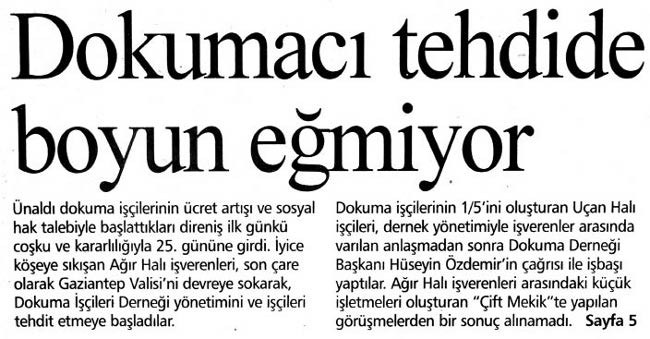 Dokumacı tehdide
boyun eğmiyor
Ünaldı dokuma işçilerinin ücret artışı ve sosyal
hak talebiyle başlattıkları direniş ilk günkü
coşku ve kararlılığıyla 25. gününe girdi. İyice
köşeye sıkışan Ağır Halı işverenleri, son çare
olarak Gaziantep Valisi'ni devreye sokarak,
Dokuma İşçileri Derneği yönetimini ve işçileri
tehdit etmeye başladılar.
Dokuma işçilerinin 1/5'ini oluşturan Uçan Halı
işçileri, dernek yönetimiyle işverenler arasında
varılan anlaşmadan sonra Dokuma Derneği
Başkanı Hüseyin Özdemir'in çağrısı ile işbaşı
yaptılar. Ağır Halı işverenleri arasındaki küçük
işletmeleri oluşturan “Çift Mekik”te yapılan
görüşmelerden bir sonuç alınamadı. Sayfa 5